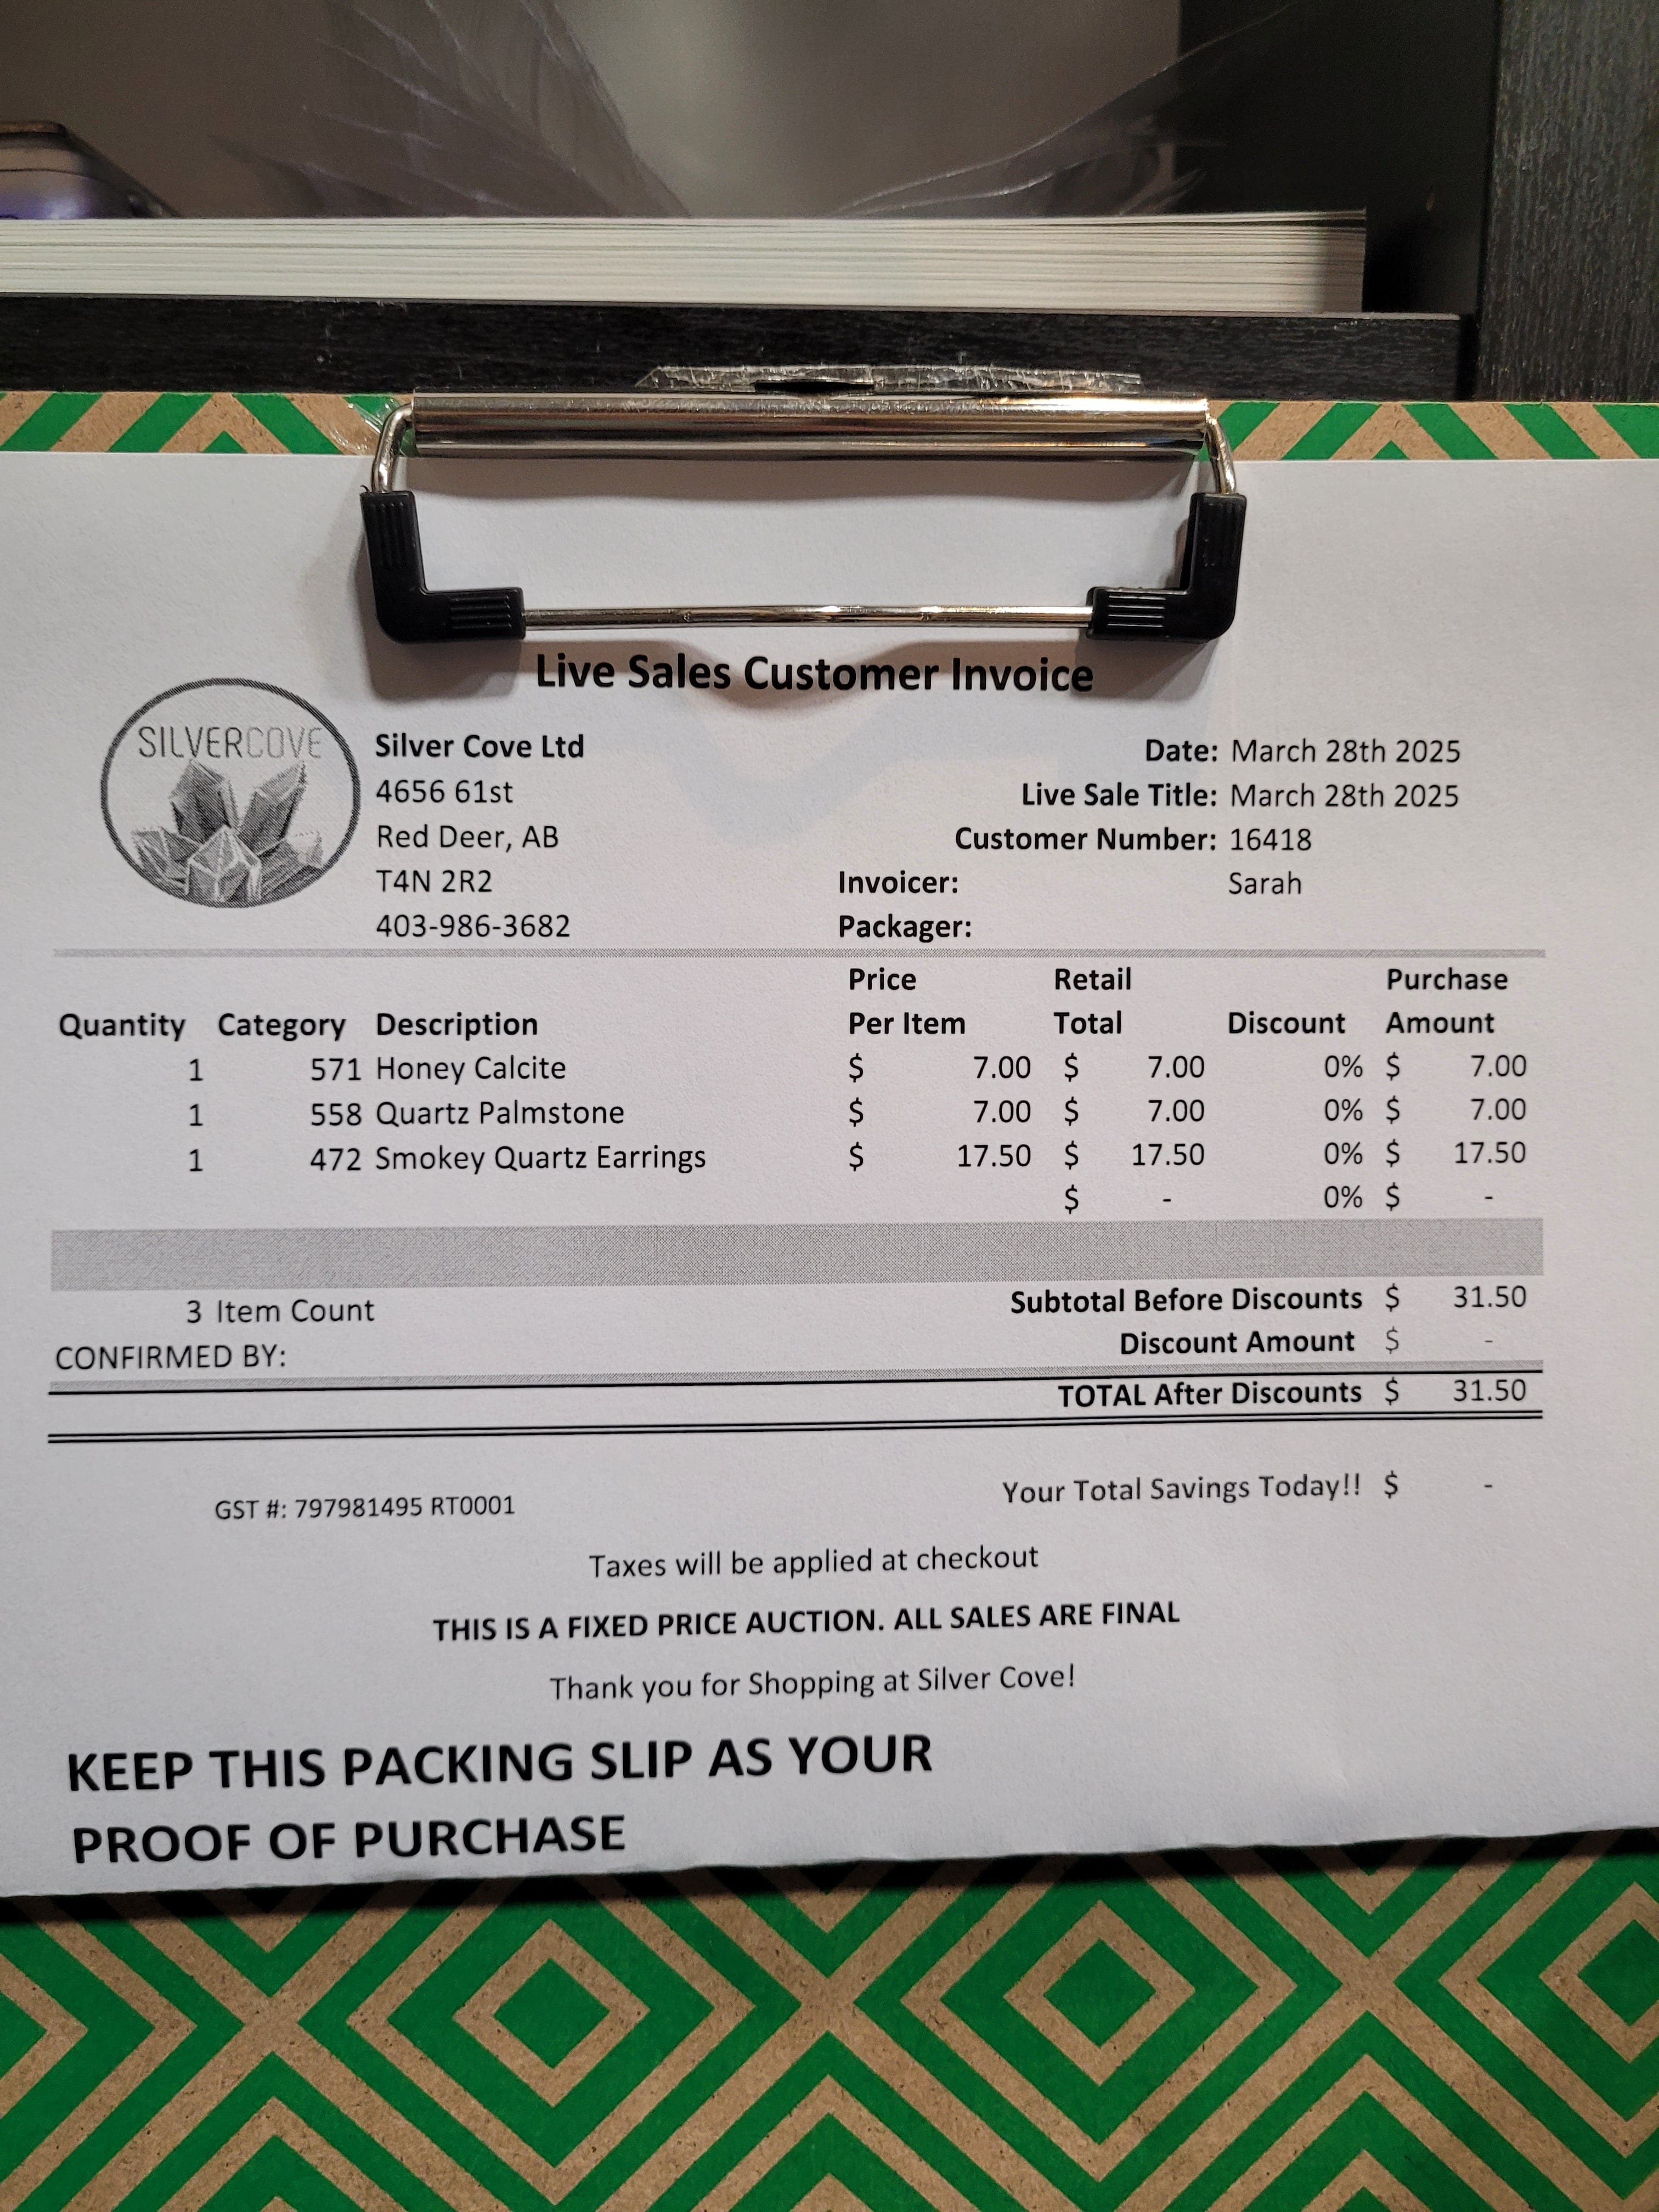 Live Sales Customer Invoice
SILVERCOVE
Silver Cove Ltd
4656 61st
Red Deer, AB
T4N 2R2
403-986-3682
Date: March 28th 2025
Live Sale Title: March 28th 2025
Customer Number: 16418
Invoicer: Sarah
Packager:
Quantity Category Description Price Per Item Retail Total Discount Purchase Amount
1 571 Honey Calcite $ 7.00 $ 7.00 0% $ 7.00
1 558 Quartz Palmstone $ 7.00 $ 7.00 0% $ 7.00
1 472 Smokey Quartz Earrings $ 17.50 $ 17.50 0% $ 17.50
$ - 0% $ -
3 Item Count
CONFIRMED BY:
Subtotal Before Discounts $ 31.50
Discount Amount $ -
TOTAL After Discounts $ 31.50
GST #: 797981495 RT0001
Your Total Savings Today!! $ -
Taxes will be applied at checkout
THIS IS A FIXED PRICE AUCTION. ALL SALES ARE FINAL
Thank you for Shopping at Silver Cove!
KEEP THIS PACKING SLIP AS YOUR
PROOF OF PURCHASE